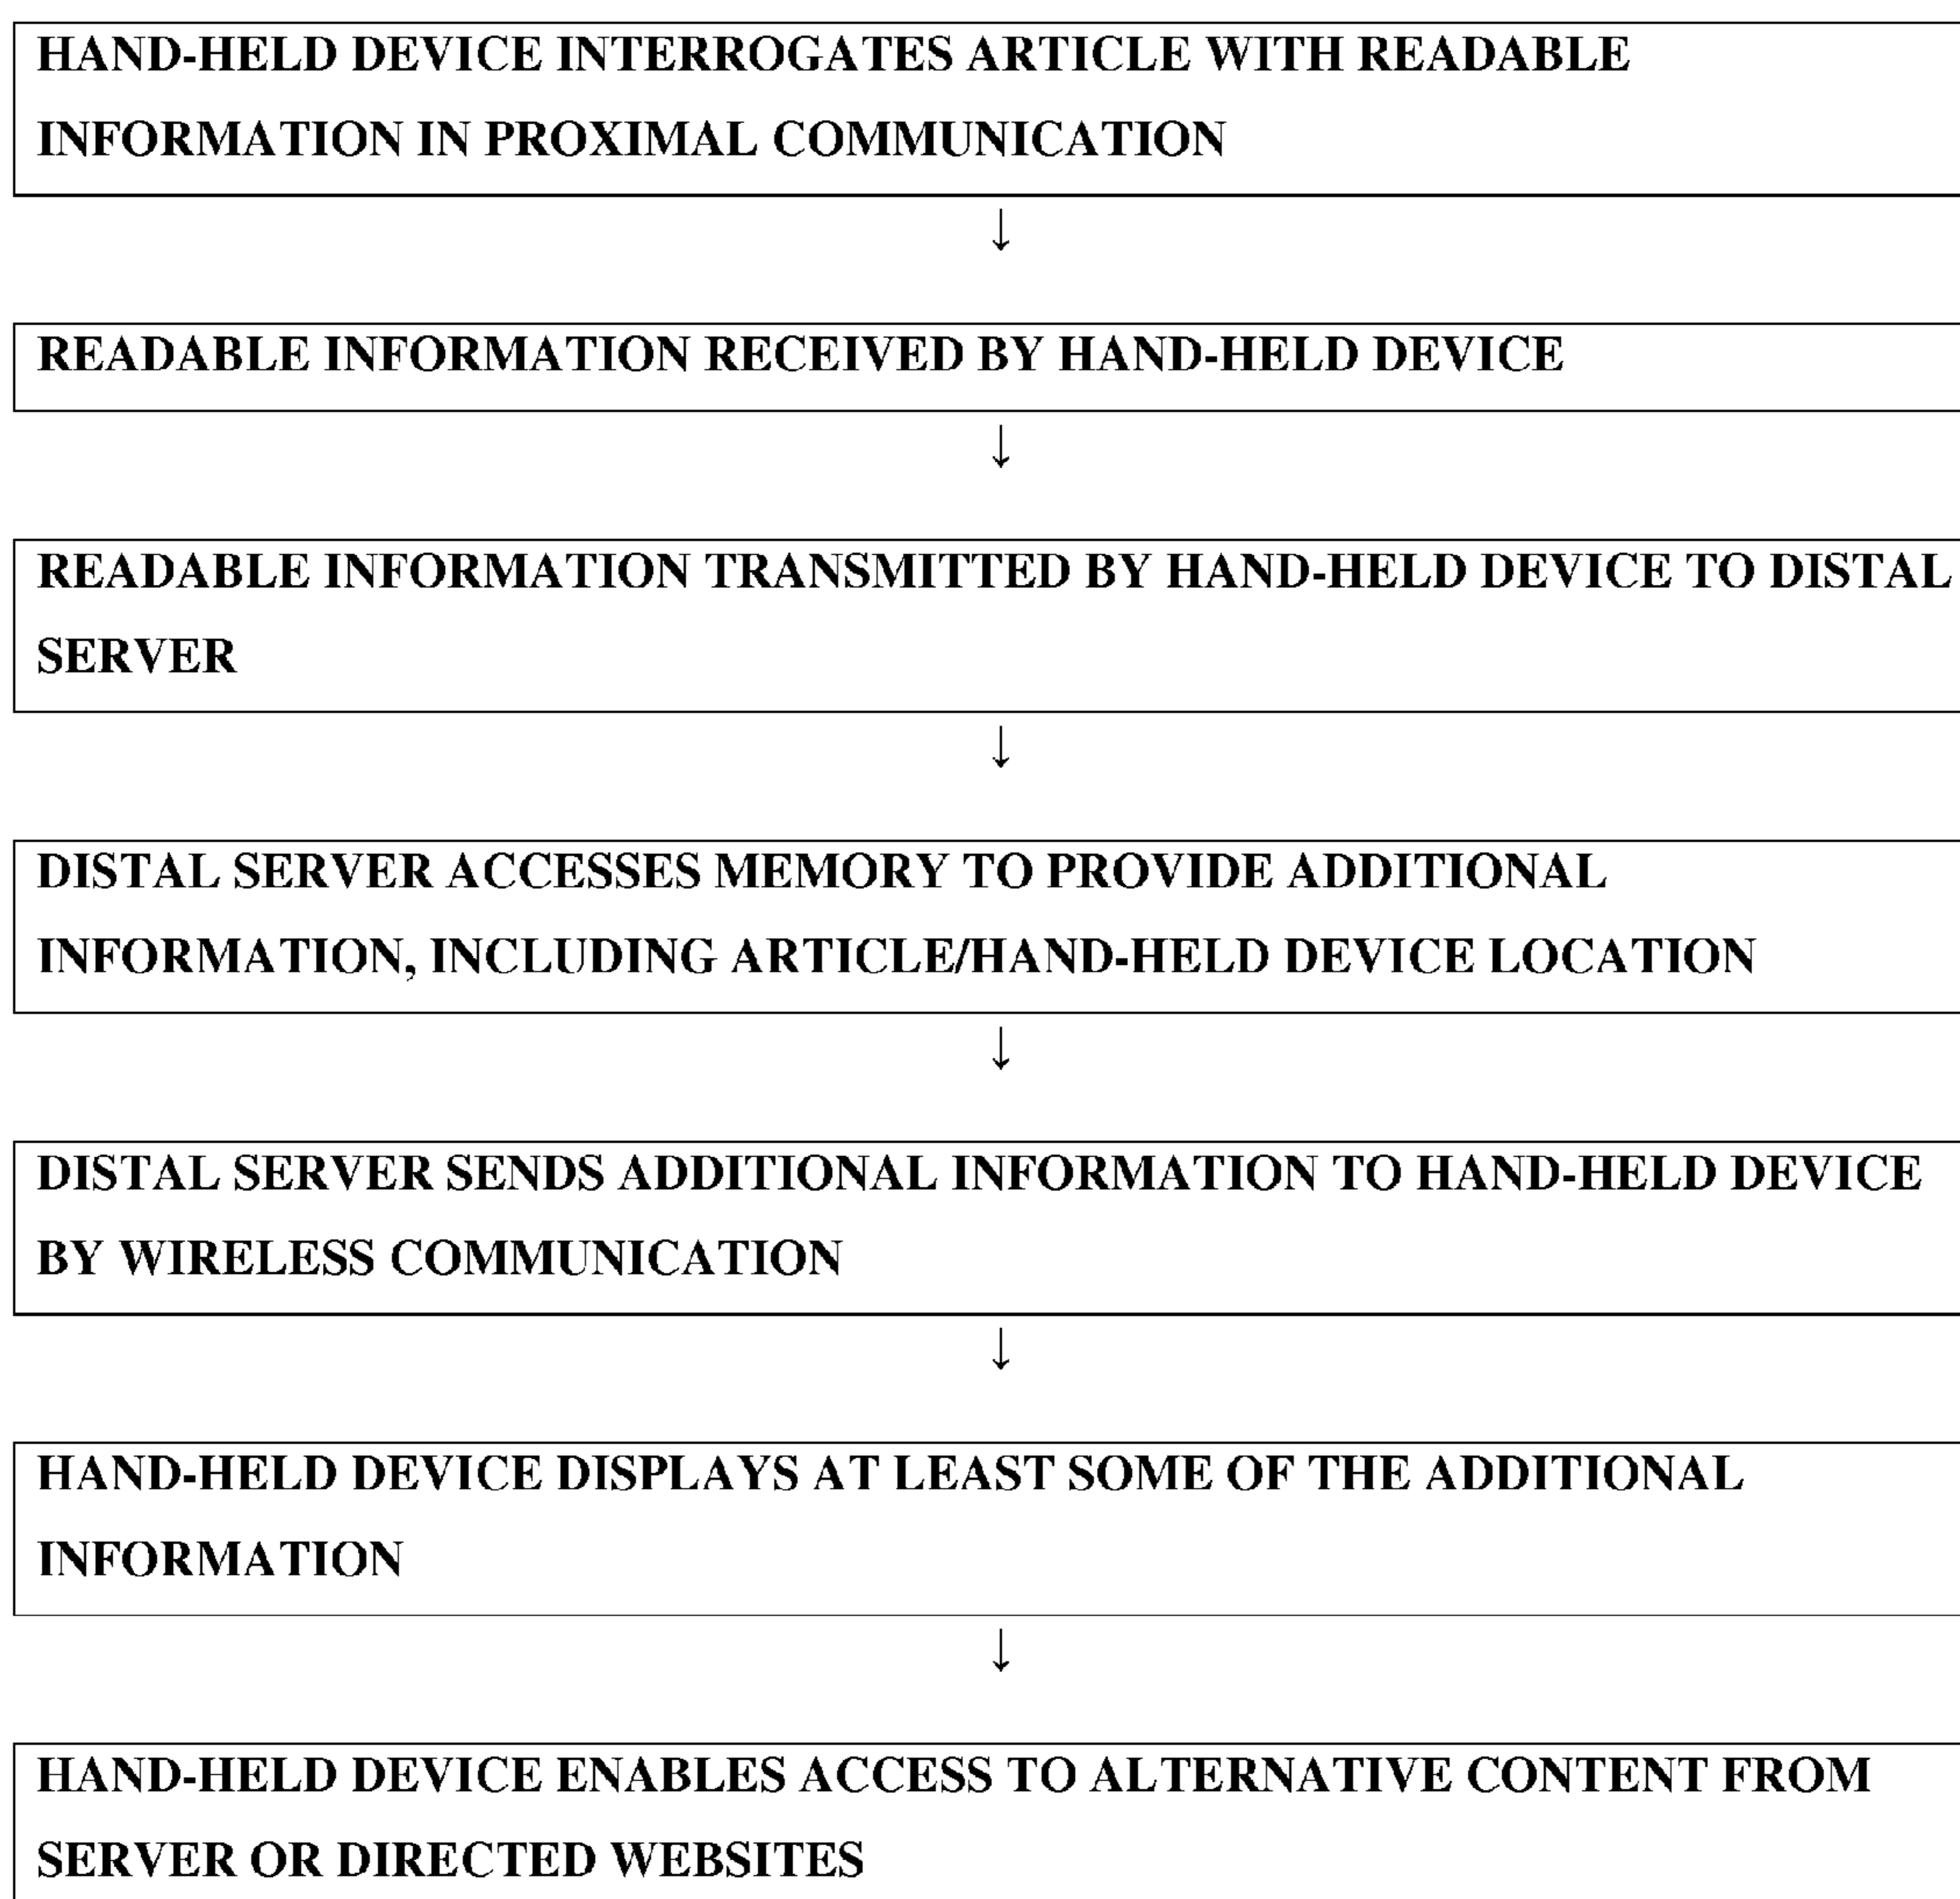 HAND-HELD DEVICE INTERROGATES ARTICLE WITH READABLE
INFORMATION IN PROXIMAL COMMUNICATION
↓
READABLE INFORMATION RECEIVED BY HAND-HELD DEVICE
↓
READABLE INFORMATION TRANSMITTED BY HAND-HELD DEVICE TO DISTAL
SERVER
↓
DISTAL SERVER ACCESSES MEMORY TO PROVIDE ADDITIONAL
INFORMATION, INCLUDING ARTICLE/HAND-HELD DEVICE LOCATION
↓
DISTAL SERVER SENDS ADDITIONAL INFORMATION TO HAND-HELD DEVICE
BY WIRELESS COMMUNICATION
↓
HAND-HELD DEVICE DISPLAYS AT LEAST SOME OF THE ADDITIONAL
INFORMATION
↓
HAND-HELD DEVICE ENABLES ACCESS TO ALTERNATIVE CONTENT FROM
SERVER OR DIRECTED WEBSITES